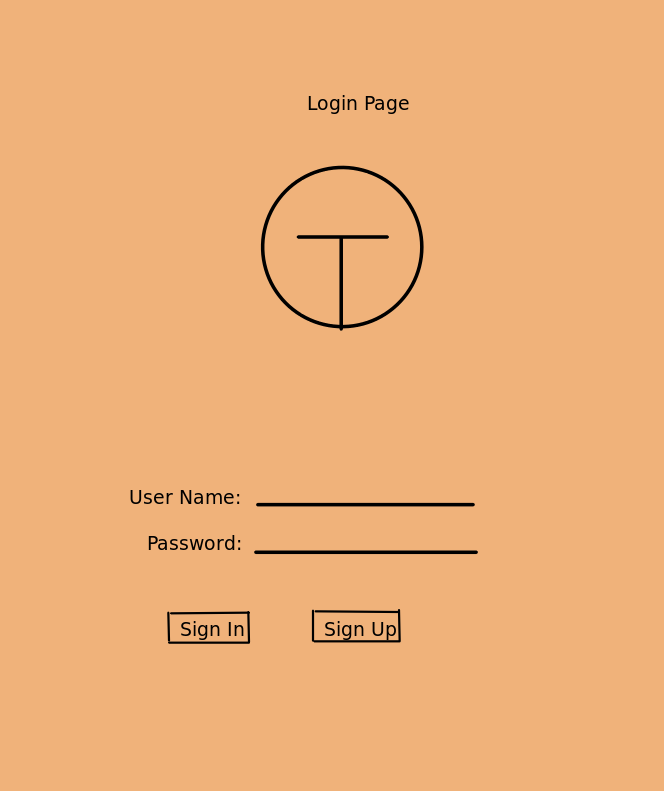 Login Page
T
User Name:
Password:
Sign In Sign Up